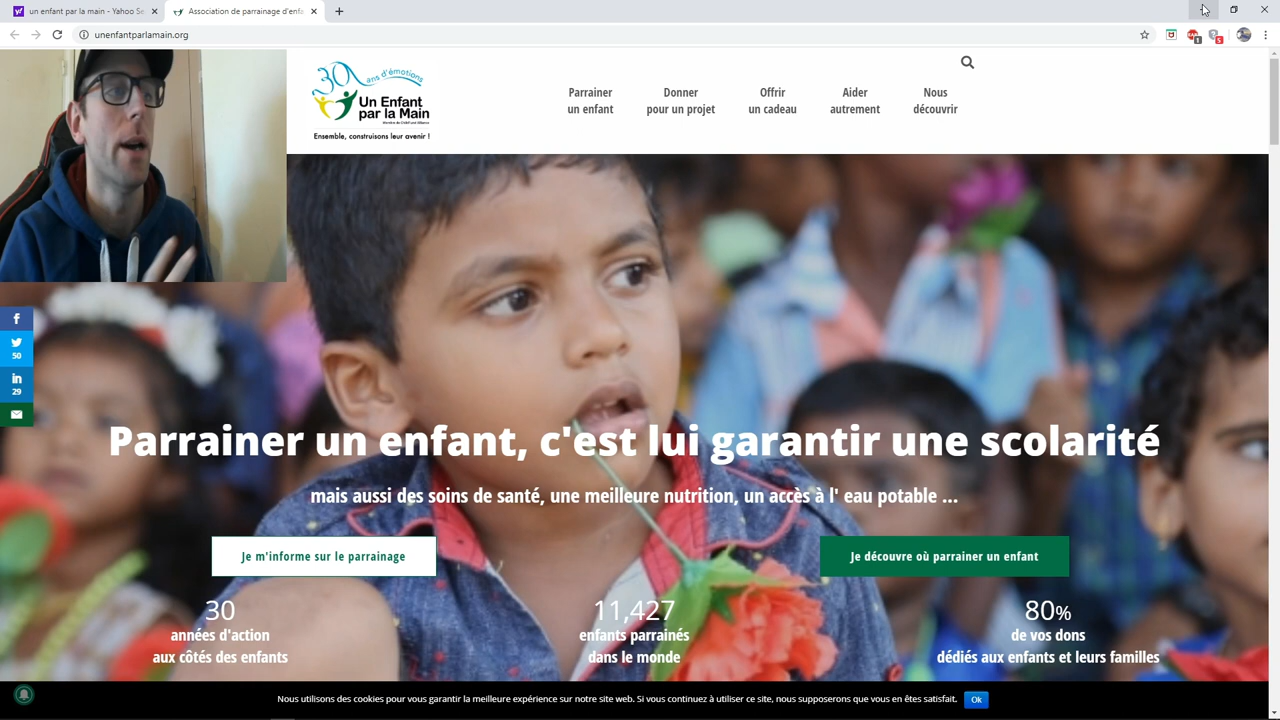 un enfant par la main - Yahoo Se
Association de parrainage d'enfa
unenfantparlamain.org
1
5
30 ans d'émotions
Un Enfant
par la Main
Ensemble, construisons leur avenir !
Parrainer
un enfant
Donner
pour un projet
Offrir
un cadeau
Aider
autrement
Nous
découvrir
50
29
Parrainer un enfant, c'est lui garantir une scolarité
mais aussi des soins de santé, une meilleure nutrition, un accès à l' eau potable ...
Je m'informe sur le parrainage
Je découvre où parrainer un enfant
30
années d'action
aux côtés des enfants
11,427
enfants parrainés
dans le monde
80%
de vos dons
dédiés aux enfants et leurs familles
Nous utilisons des cookies pour vous garantir la meilleure expérience sur notre site web. Si vous continuez à utiliser ce site, nous supposerons que vous en êtes satisfait.
Ok